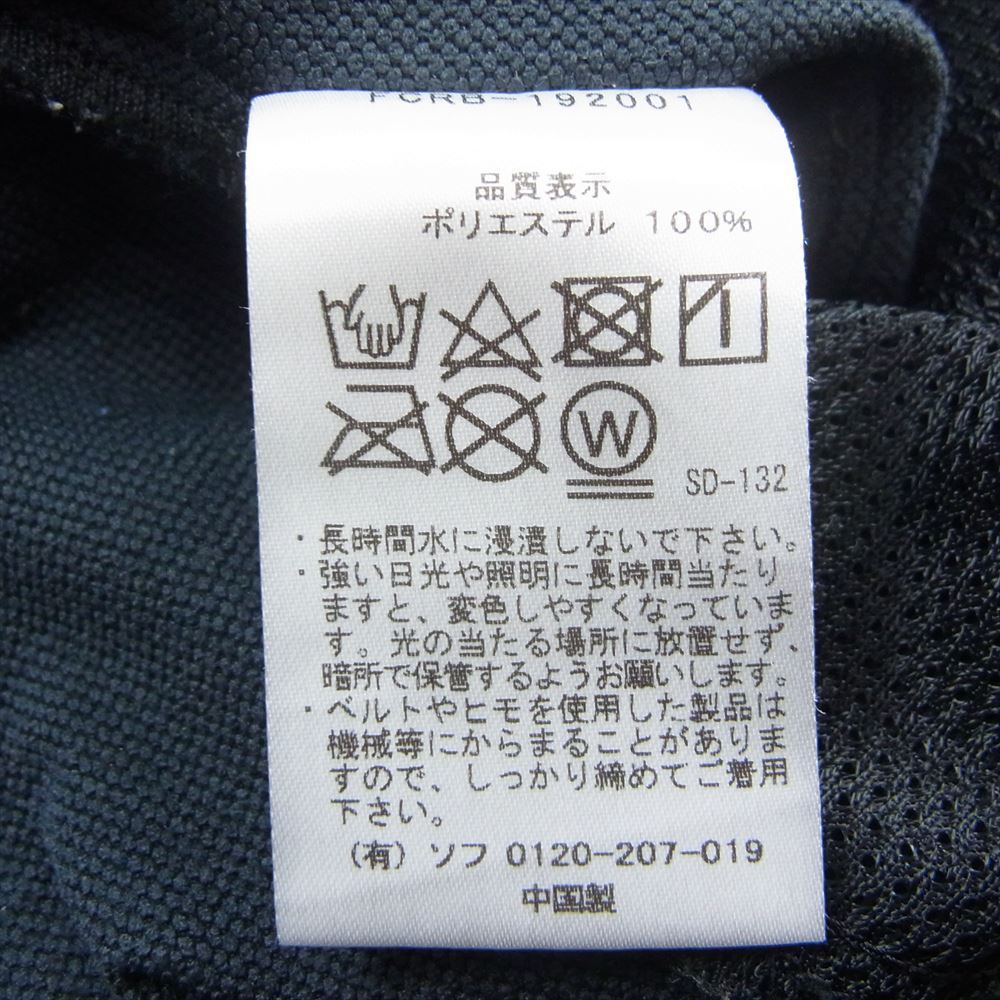 FCRB-192001
品質表示
ポリエステル 100%
W
SD-132
・長時間水に浸漬しないで下さい。
・強い日光や照明に長時間当たり
ますと、変色しやすくなっていま
す。光の当たる場所に放置せず、
暗所で保管するようお願いします。
・ベルトやヒモを使用した製品は
機械等にからまることがありま
すので、しっかり締めてご着用
下さい。
(有) ソフ 0120-207-019
中国製